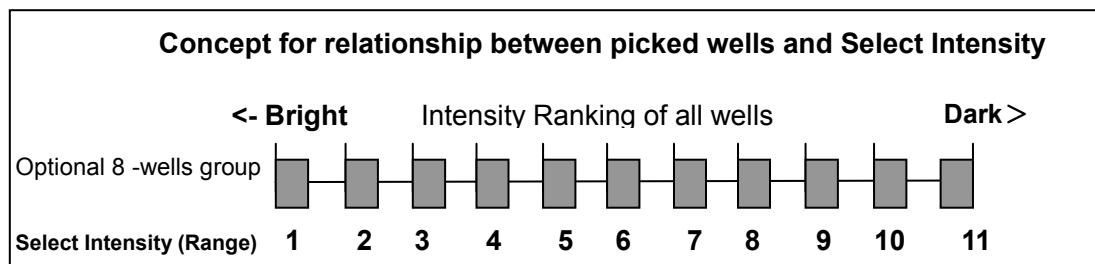 Concept for relationship between picked wells and Select Intensity
<- Bright Intensity Ranking of all wells Dark >
Optional 8 -wells group
Select Intensity (Range) 1 2 3 4 5 6 7 8 9 10 11